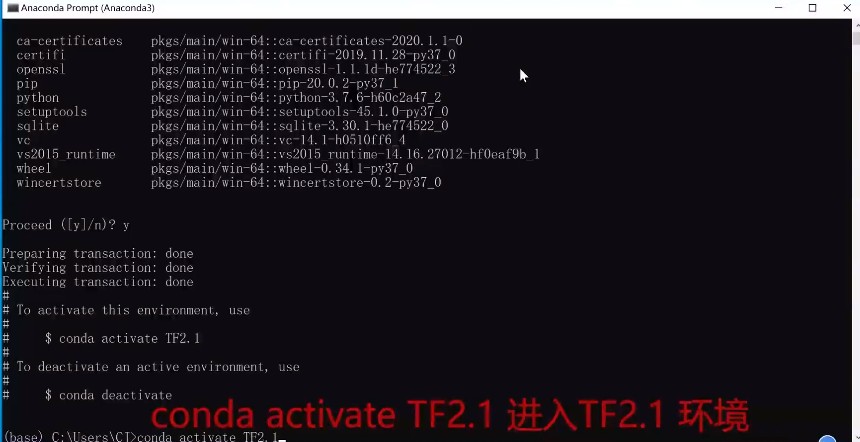 Anaconda Prompt (Anaconda3)
ca-certificates pkgs/main/win-64::ca-certificates-2020.1.1-0
certifi pkgs/main/win-64::certifi-2019.11.28-py37_0
openssl pkgs/main/win-64::openssl-1.1.1d-he774522_3
pip pkgs/main/win-64::pip-20.0.2-py37_1
python pkgs/main/win-64::python-3.7.6-h60c2a47_2
setuptools pkgs/main/win-64::setuptools-45.1.0-py37_0
sqlite pkgs/main/win-64::sqlite-3.30.1-he774522_0
vc pkgs/main/win-64::vc-14.1-h0510ff6_4
vs2015_runtime pkgs/main/win-64::vs2015_runtime-14.16.27012-hf0eaf9b_1
wheel pkgs/main/win-64::wheel-0.34.1-py37_0
wincertstore pkgs/main/win-64::wincertstore-0.2-py37_0
Proceed ([y]/n)? y
Preparing transaction: done
Verifying transaction: done
Executing transaction: done
#
# To activate this environment, use
#
# $ conda activate TF2.1
#
# To deactivate an active environment, use
#
# $ conda deactivate
conda activate TF2.1 进入TF2.1 环境
(base) C:\Users\CJ>conda activate TF2.1_